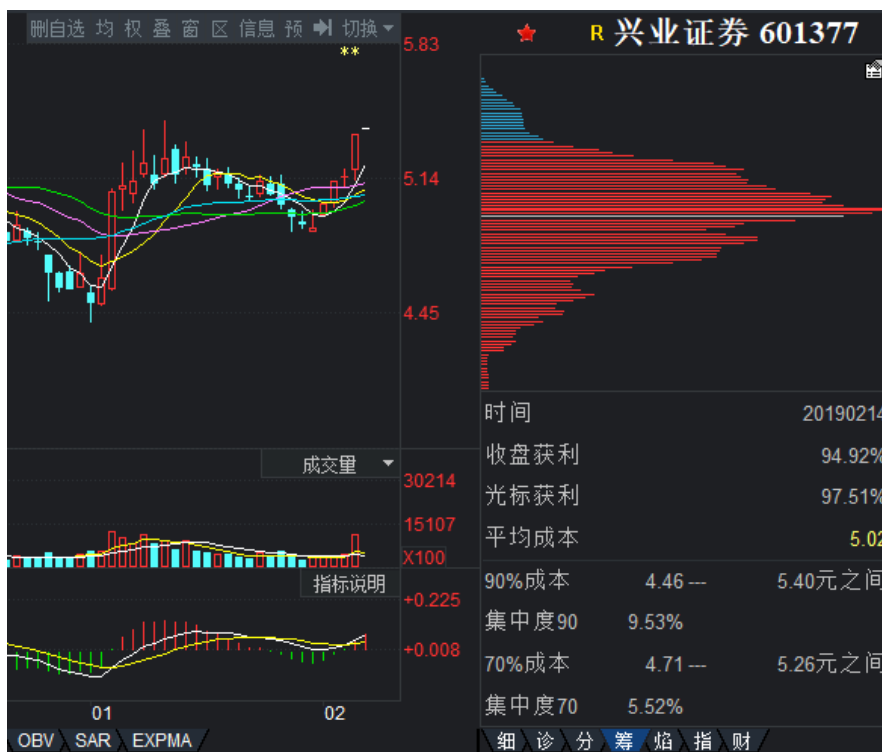 删自选 均 权 叠 窗 区 信息 预 切换
**
R 兴业证券 601377
5.83
5.14
4.45
成交量
30214
15107
X100
指标说明
+0.225
+0.008
01 02
OBV SAR EXPMA
时间 20190214
收盘获利 94.92%
光标获利 97.51%
平均成本 5.02
90%成本 4.46 --- 5.40元之间
集中度90 9.53%
70%成本 4.71 --- 5.26元之间
集中度70 5.52%
细 诊 分 筹 焰 指 财